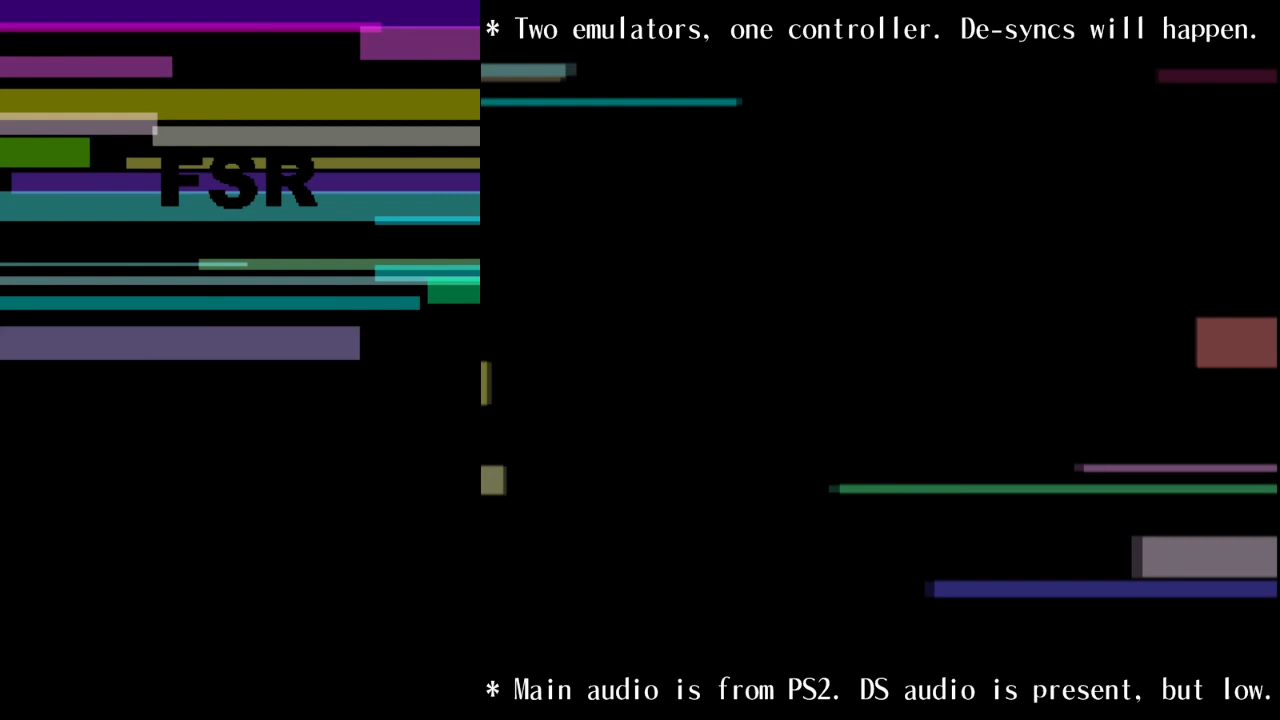 * Two emulators, one controller. De-syncs will happen.
FSR
* Main audio is from PS2. DS audio is present, but low.